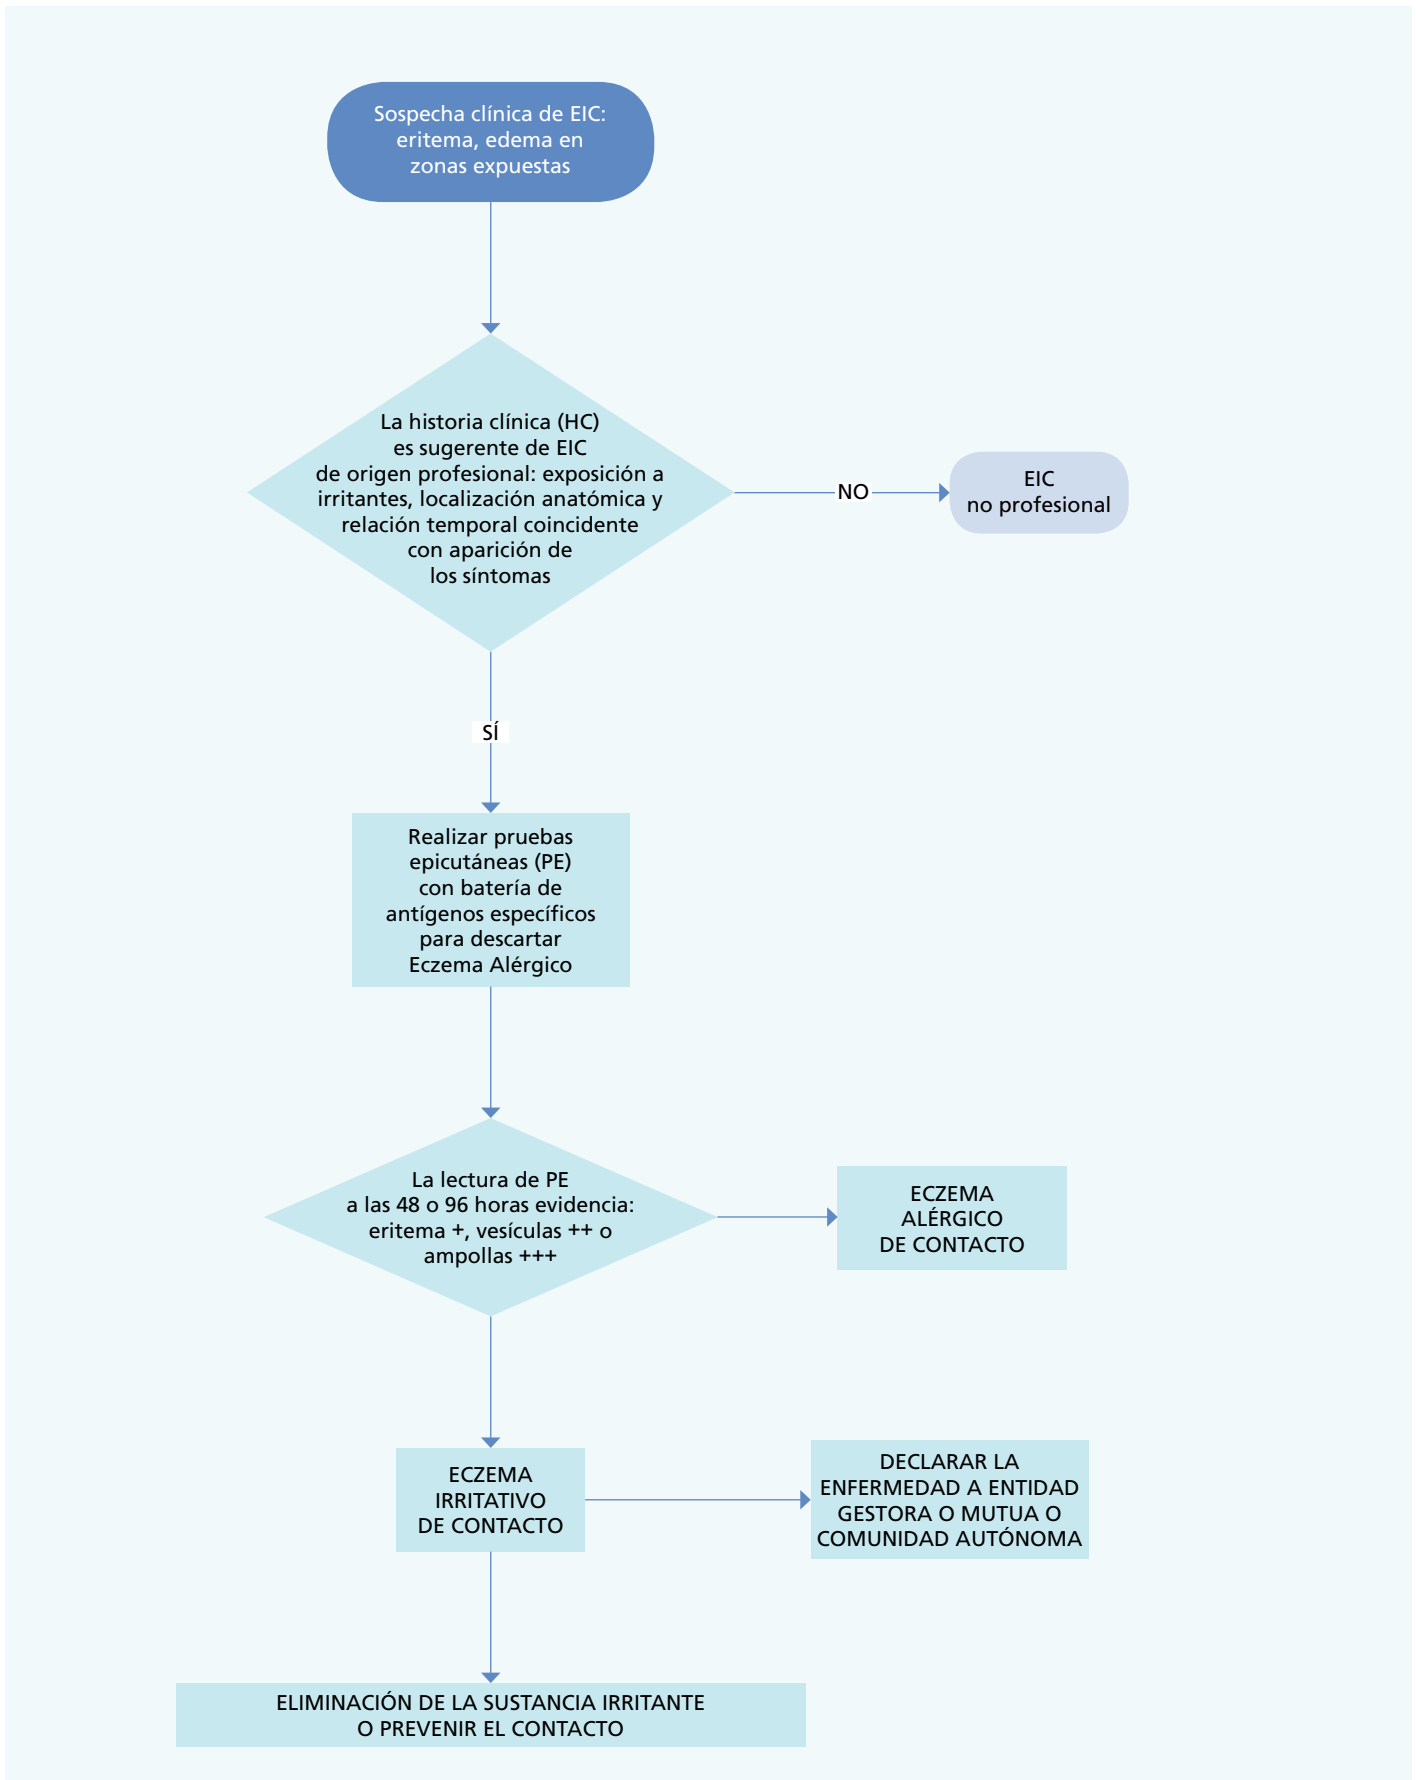 Sospecha clínica de EIC:
eritema, edema en
zonas expuestas
La historia clínica (HC)
es sugerente de EIC
de origen profesional: exposición a
irritantes, localización anatómica y
relación temporal coincidente
con aparición de
los síntomas
NO
EIC
no profesional
SÍ
Realizar pruebas
epicutáneas (PE)
con batería de
antígenos específicos
para descartar
Eczema Alérgico
La lectura de PE
a las 48 o 96 horas evidencia:
eritema +, vesículas ++ o
ampollas +++
ECZEMA
ALÉRGICO
DE CONTACTO
ECZEMA
IRRITATIVO
DE CONTACTO
DECLARAR LA
ENFERMEDAD A ENTIDAD
GESTORA O MUTUA O
COMUNIDAD AUTÓNOMA
ELIMINACIÓN DE LA SUSTANCIA IRRITANTE
O PREVENIR EL CONTACTO